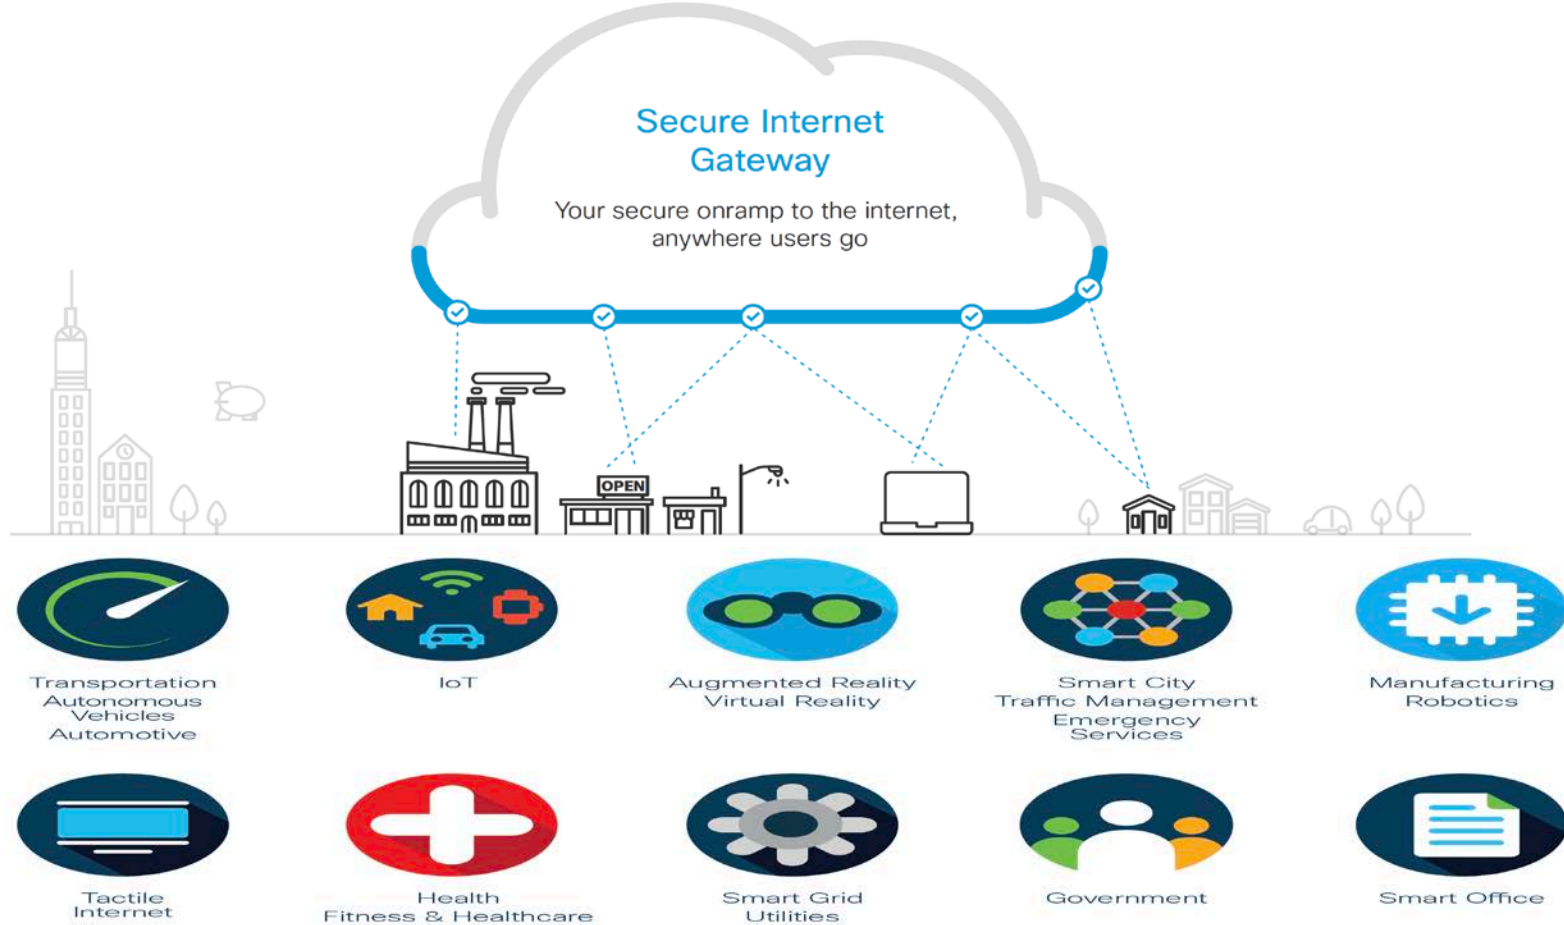 Secure Internet
Gateway
Your secure onramp to the internet,
anywhere users go
OPEN
Transportation
Autonomous
Vehicles
Automotive
IoT
Augmented Reality
Virtual Reality
Smart City
Traffic Management
Emergency
Services
Manufacturing
Robotics
Tactile
Internet
Health
Fitness & Healthcare
Smart Grid
Utilities
Government
Smart Office